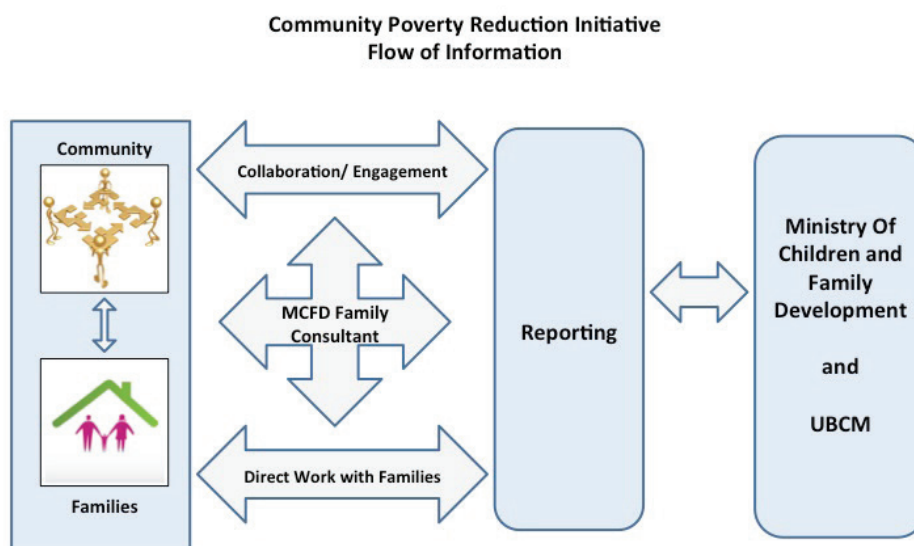 Community Poverty Reduction Initiative
Flow of Information
Community
Families
Collaboration/ Engagement
MCFD Family
Consultant
Direct Work with Families
Reporting
Ministry Of
Children and
Family
Development
and
UBCM